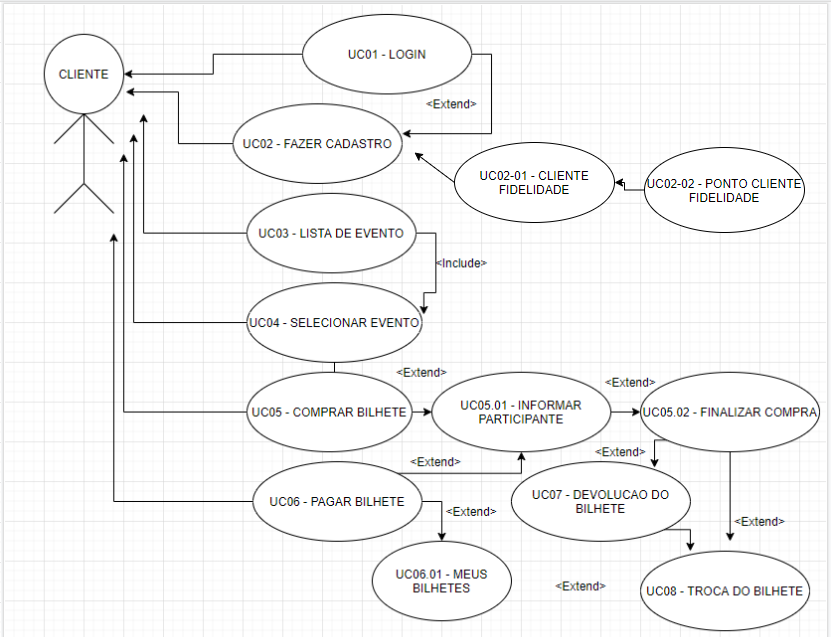 CLIENTE
UC01 - LOGIN
<Extend>
UC02 - FAZER CADASTRO
UC02-01 - CLIENTE
FIDELIDADE
UC02-02 - PONTO CLIENTE
FIDELIDADE
UC03 - LISTA DE EVENTO
<Include>
UC04 - SELECIONAR EVENTO
<Extend>
<Extend>
UC05 - COMPRAR BILHETE
UC05.01 - INFORMAR
PARTICIPANTE
UC05.02 - FINALIZAR COMPRA
<Extend>
<Extend>
UC06 - PAGAR BILHETE
<Extend>
UC07 - DEVOLUCAO DO
BILHETE
<Extend>
UC06.01 - MEUS
BILHETES
<Extend>
UC08 - TROCA DO BILHETE